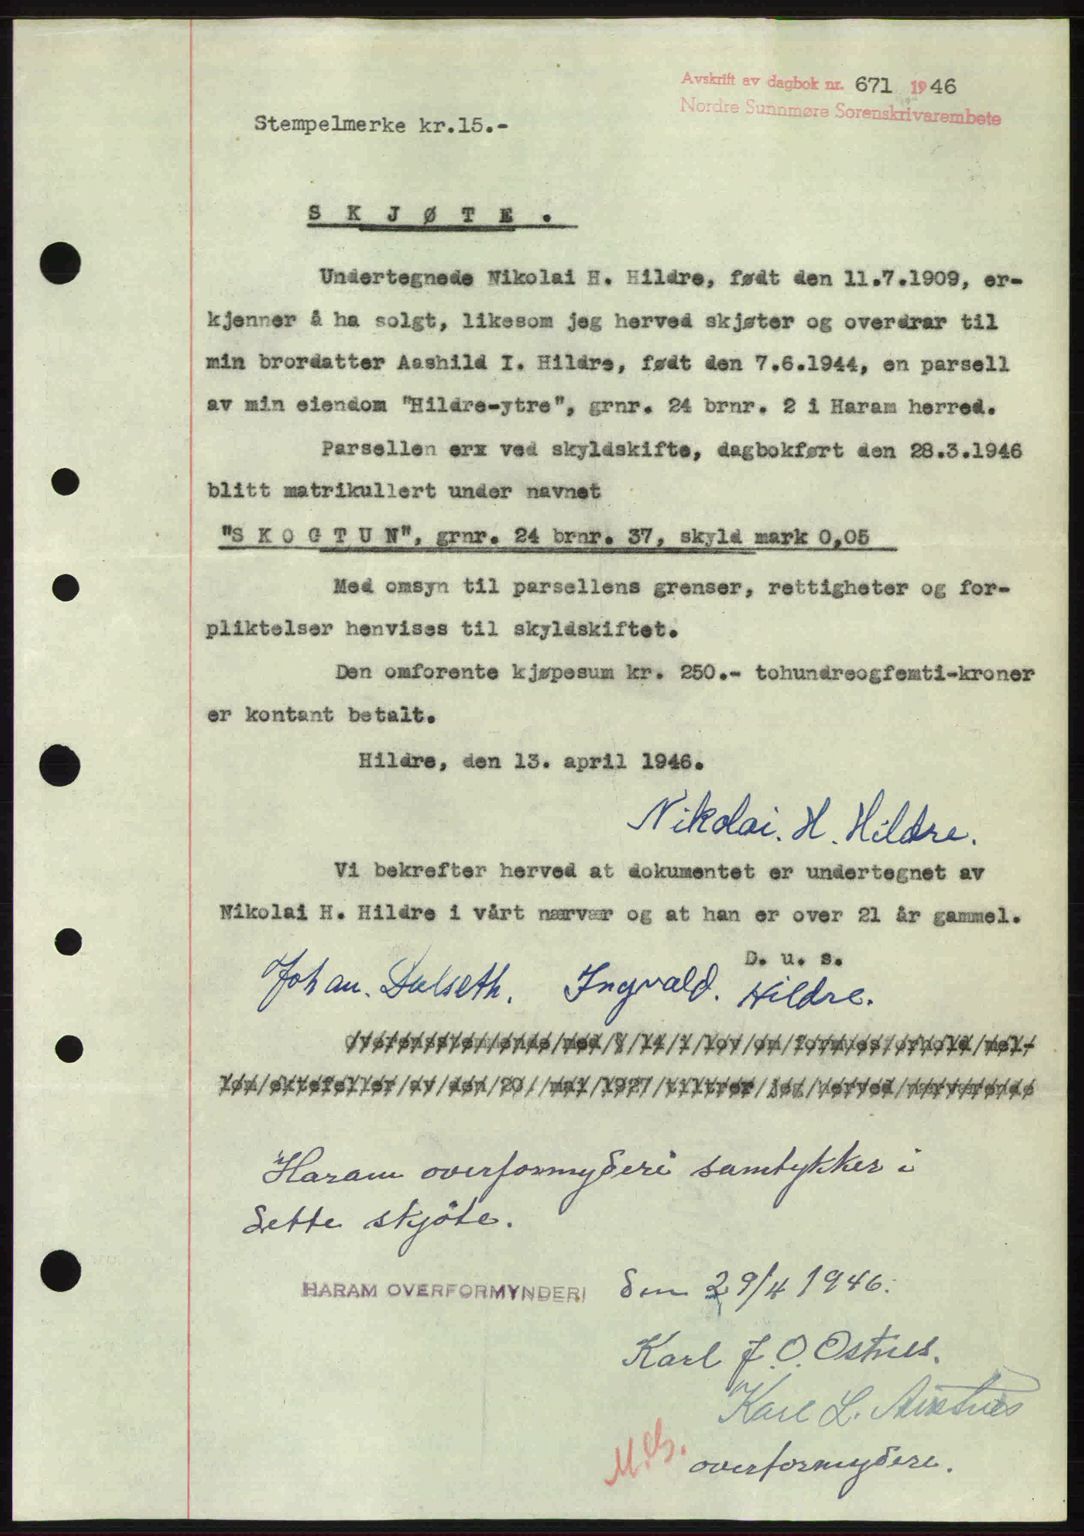 Avskrift av dagbok nr. 671 1946
Nordre Sunnmøre Sorenskrivarembete
Stempelmerke kr.15.-
S K J Ø T E .
Undertegnede Nikolai H. Hildre, født den 11.7.1909, er-
kjenner å ha solgt, likesom jeg herved skjøter og overdrar til
min brordatter Aashild I. Hildre, født den 7.6.1944, en parsell
av min eiendom "Hildre-ytre", grnr. 24 brnr. 2 i Haram herred.
Parsellen erx ved skyldskifte, dagbokført den 28.3.1946
blitt matrikullert under navnet
"S K O G T U N", grnr. 24 brnr. 37, skyld mark 0,05
Med omsyn til parsellens grenser, rettigheter og for-
pliktelser henvises til skyldskiftet.
Den omforente kjøpesum kr. 250.- tohundreogfemti-kroner
er kontant betalt.
Hildre, den 13. april 1946.
Nikolai. H. Hildre.
Vi bekrefter herved at dokumentet er undertegnet av
Nikolai H. Hildre i vårt nærvær og at han er over 21 år gammel.
D. u. s.
Johan. Dalseth. Ingvald. Hildre.
Haram overformynderi samtykker i
dette skjöte.
HARAM OVERFORMYNDERI den 29/4 1946.
Karl J. O. Ostnes.
Karl L.
overformyndere.